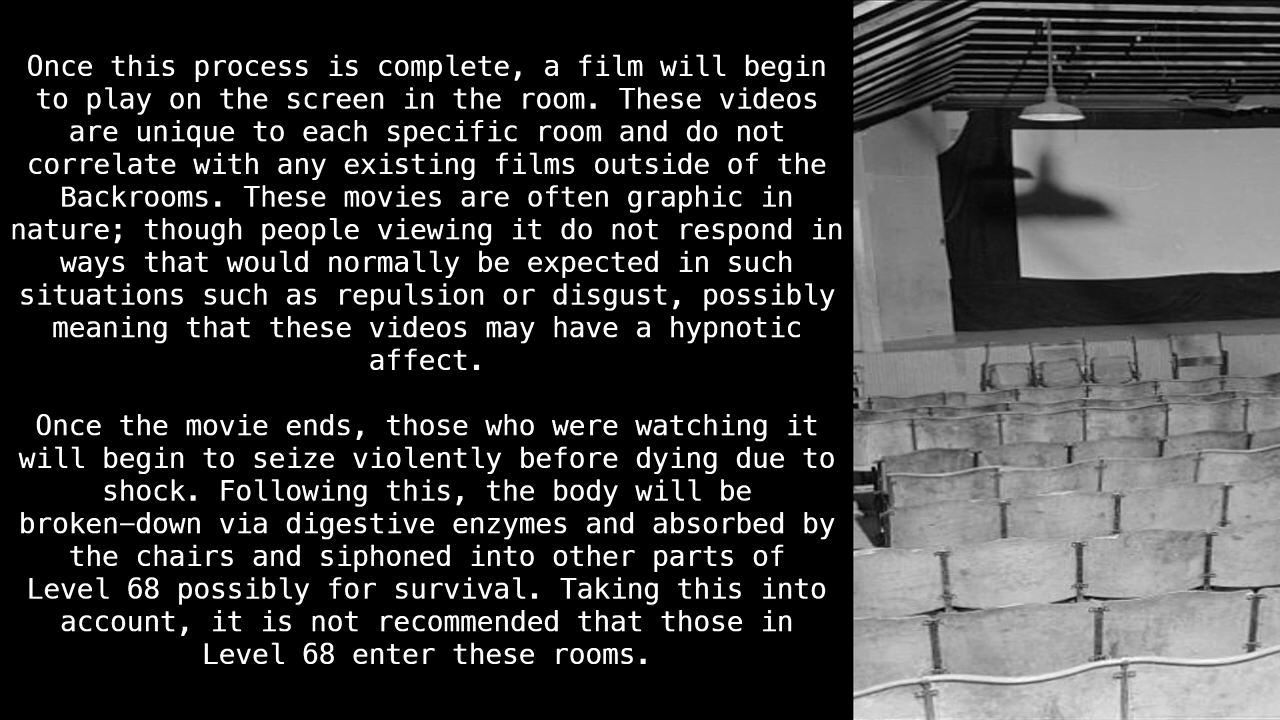 Once this process is complete, a film will begin
to play on the screen in the room. These videos
are unique to each specific room and do not
correlate with any existing films outside of the
Backrooms. These movies are often graphic in
nature; though people viewing it do not respond in
ways that would normally be expected in such
situations such as repulsion or disgust, possibly
meaning that these videos may have a hypnotic
affect.
Once the movie ends, those who were watching it
will begin to seize violently before dying due to
shock. Following this, the body will be
broken–down via digestive enzymes and absorbed by
the chairs and siphoned into other parts of
Level 68 possibly for survival. Taking this into
account, it is not recommended that those in
Level 68 enter these rooms.